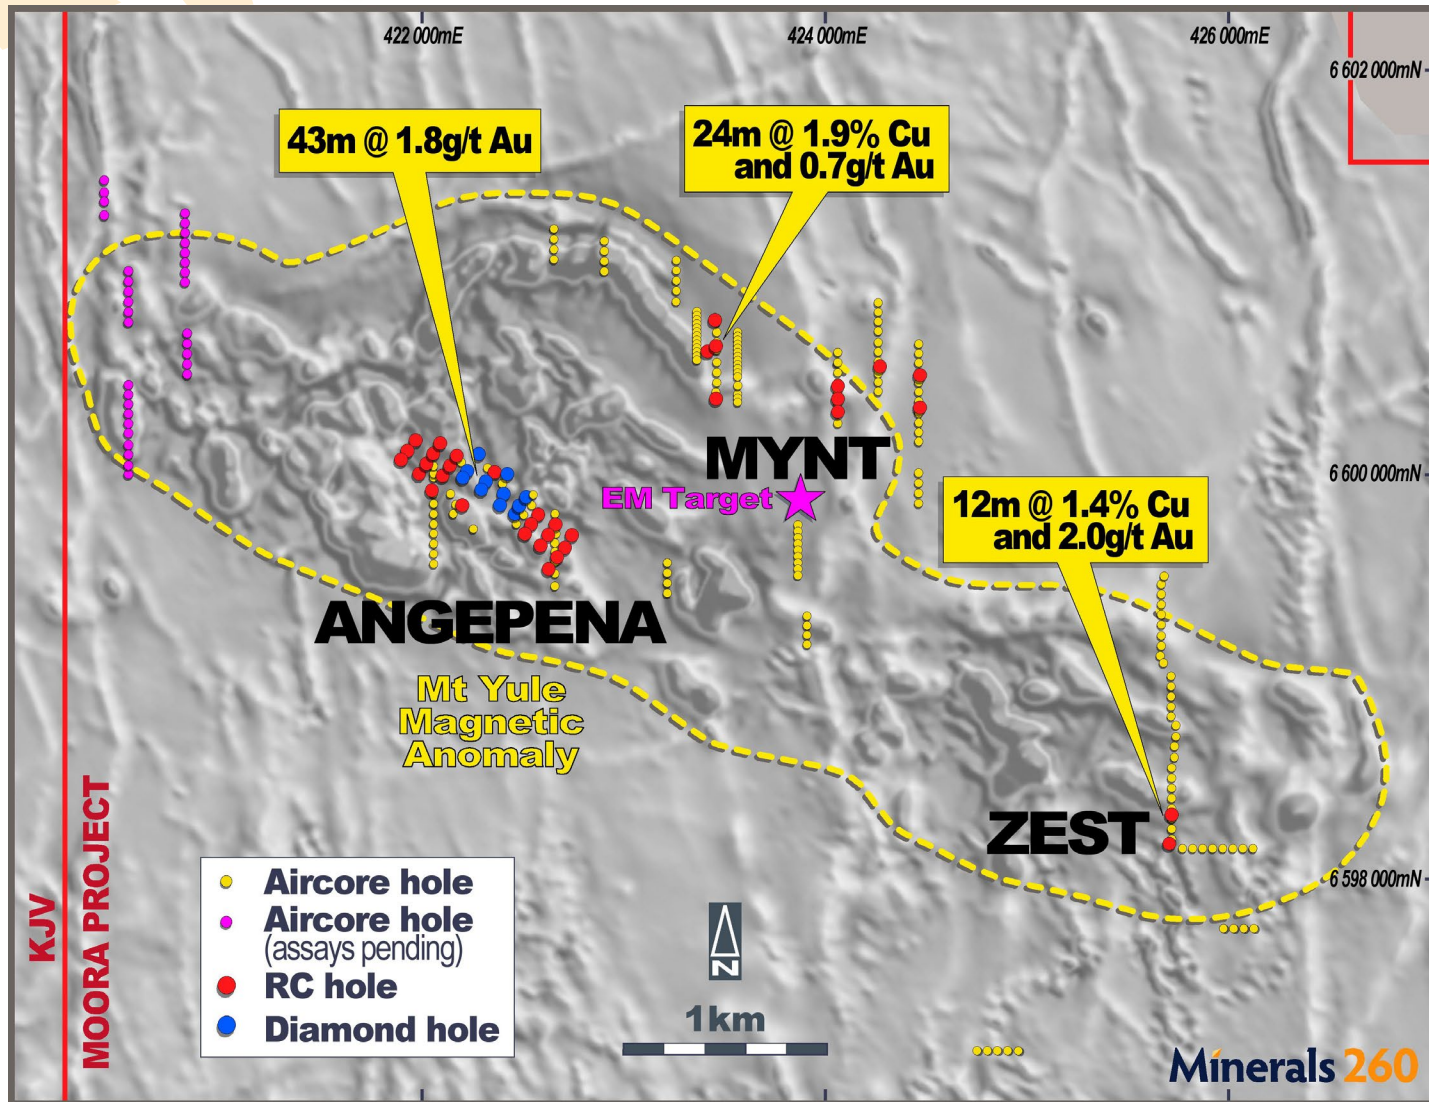 422 000mE
424 000mE
426 000mE
6 602 000mN
43m @ 1.8g/t Au
24m @ 1.9% Cu
and 0.7g/t Au
MYNT
EM Target
6 600 000mN
12m @ 1.4% Cu
and 2.0g/t Au
ANGEPENA
Mt Yule
Magnetic
Anomaly
ZEST
6 598 000mN
KJV
MOORA PROJECT
Aircore hole
Aircore hole
(assays pending)
RC hole
Diamond hole
N
1km
Minerals 260